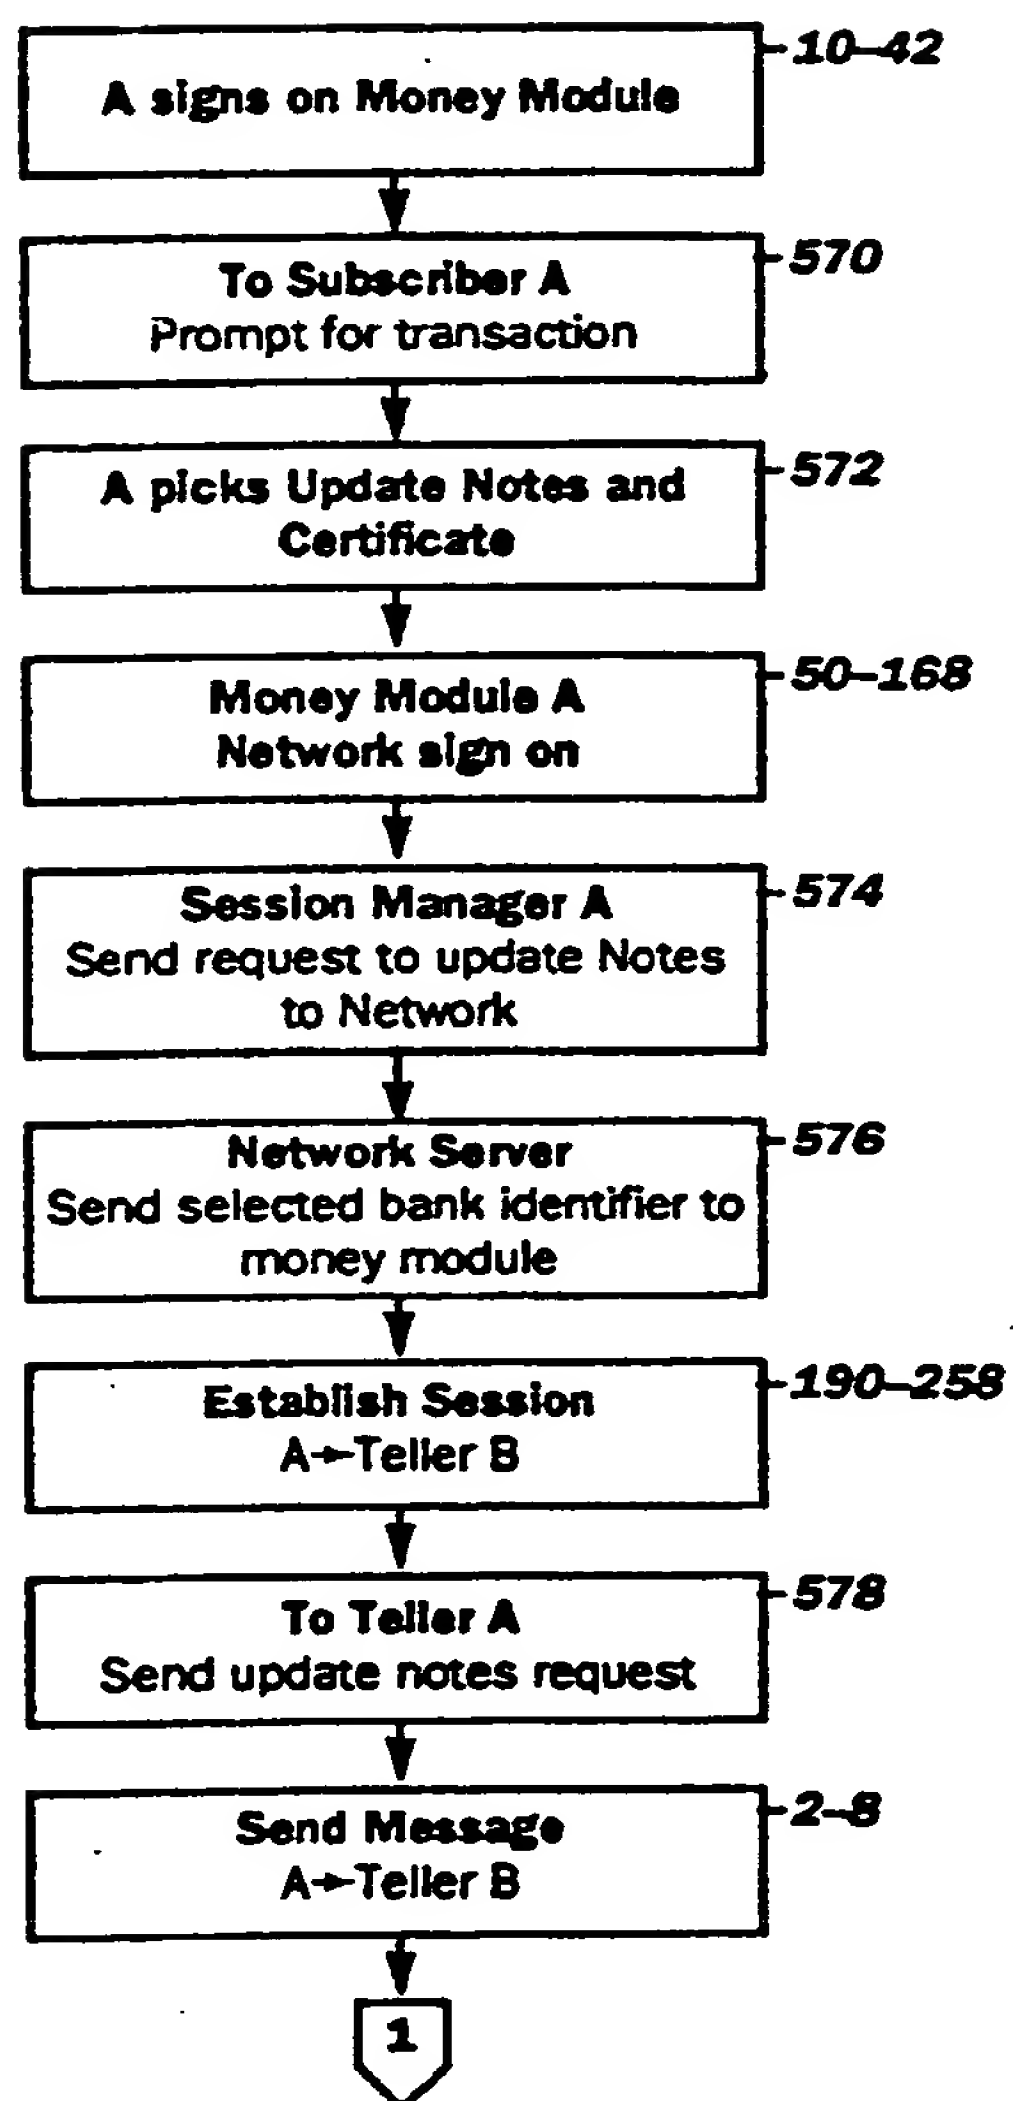 A signs on Money Module
10–42
To Subscriber A
570
Prompt for transaction
A picks Update Notes and
572
Certificate
Money Module A
50–168
Network sign on
Session Manager A
574
Send request to update Notes
to Network
Network Server
576
Send selected bank identifier to
money module
Establish Session
190–258
A→Teller B
To Teller A
578
Send update notes request
Send Message
2–8
A→Teller B
1